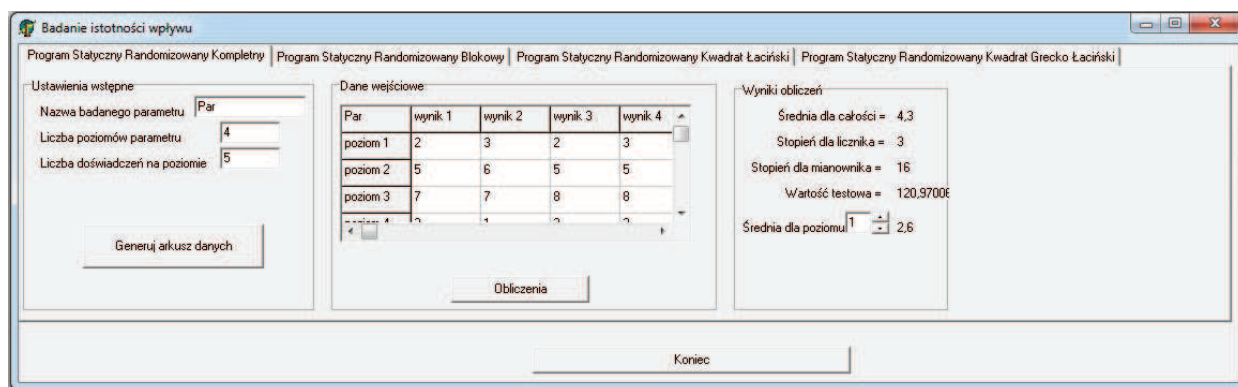 Badanie istotności wpływu
Program Statyczny Randomizowany Kompletny Program Statyczny Randomizowany Blokowy Program Statyczny Randomizowany Kwadrat Łaciński Program Statyczny Randomizowany Kwadrat Grecko Łaciński
Ustawienia wstępne
Nazwa badanego parametru Par
Liczba poziomów parametru 4
Liczba doświadczeń na poziomie 5
Generuj arkusz danych
Dane wejściowe
Par wynik 1 wynik 2 wynik 3 wynik 4
poziom 1 2 3 2 3
poziom 2 5 6 5 5
poziom 3 7 7 8 8
Obliczenia
Wyniki obliczeń
Średnia dla całości = 4,3
Stopień dla licznika = 3
Stopień dla mianownika = 16
Wartość testowa = 120,97006
Średnia dla poziomu 1 2,6
Koniec